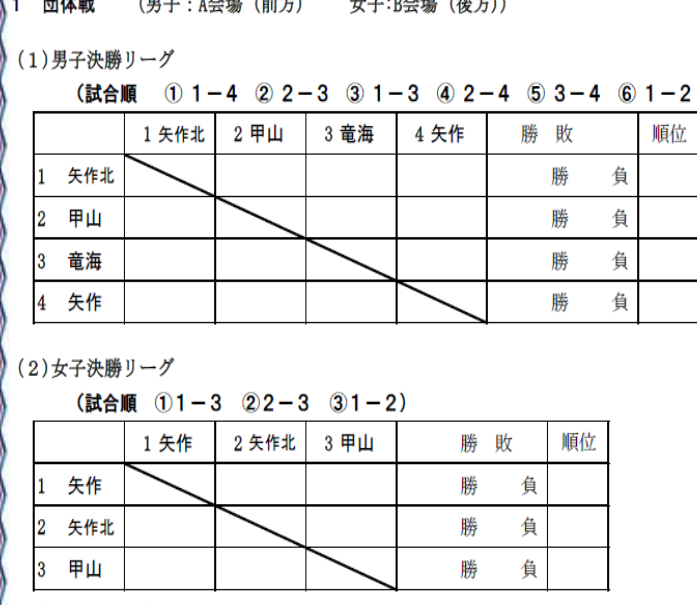 1 団体戦 (男子：A会場（前方） 女子:B会場（後方）)
(1)男子決勝リーグ
(試合順 ① 1－4 ② 2－3 ③ 1－3 ④ 2－4 ⑤ 3－4 ⑥ 1－2
1 矢作北 2 甲山 3 竜海 4 矢作 勝 敗 順位
1 矢作北 勝 負
2 甲山 勝 負
3 竜海 勝 負
4 矢作 勝 負
(2)女子決勝リーグ
(試合順 ①1－3 ②2－3 ③1－2)
1 矢作 2 矢作北 3 甲山 勝 敗 順位
1 矢作 勝 負
2 矢作北 勝 負
3 甲山 勝 負